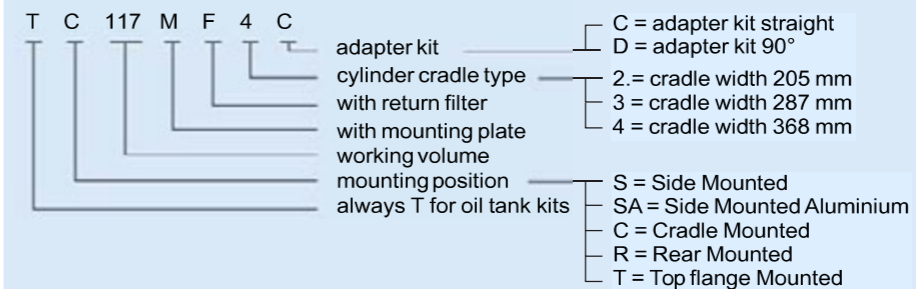 T C 117 M F 4 C
adapter kit
C = adapter kit straight
D = adapter kit 90°
cylinder cradle type
2.= cradle width 205 mm
3 = cradle width 287 mm
4 = cradle width 368 mm
with return filter
with mounting plate
working volume
mounting position
S = Side Mounted
SA = Side Mounted Aluminium
C = Cradle Mounted
R = Rear Mounted
T = Top flange Mounted
always T for oil tank kits